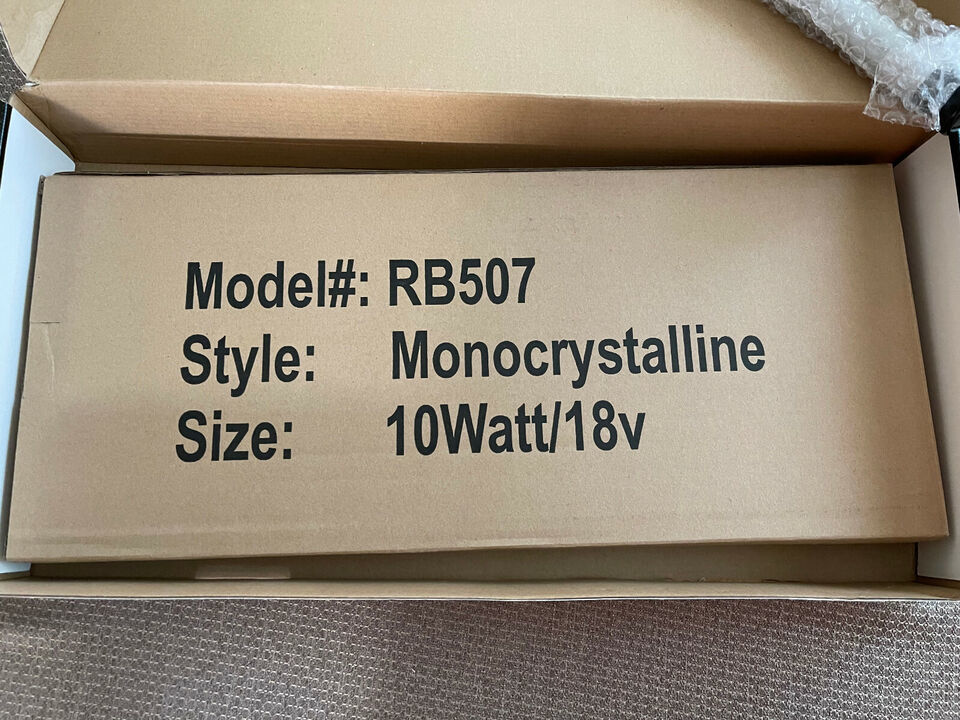 Model#: RB507
Style: Monocrystalline
Size: 10Watt/18v